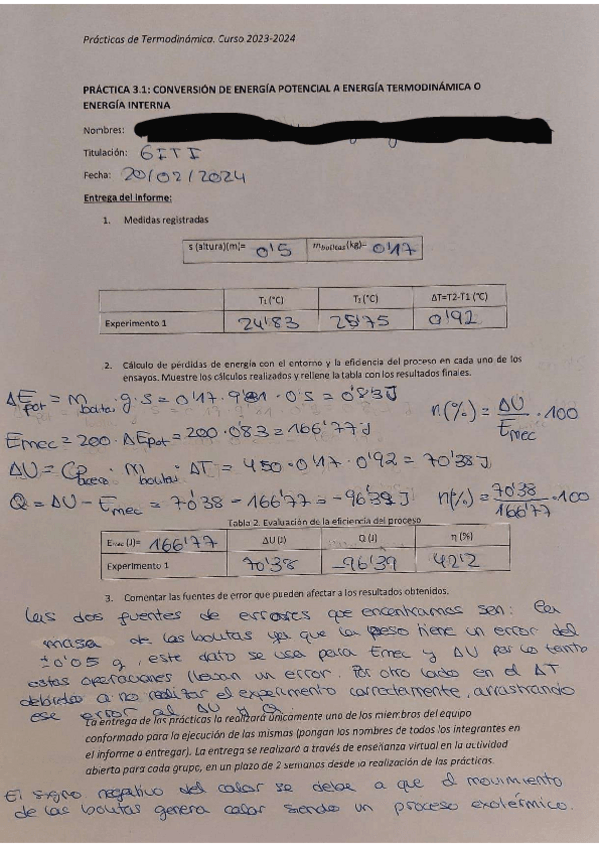 Prácticas de Termodinámica. Curso 2023-2024
PRÁCTICA 3.1: CONVERSIÓN DE ENERGÍA POTENCIAL A ENERGÍA TERMODINÁMICA O
ENERGÍA INTERNA
Nombres:
Titulación: GITI
Fecha: 20/02/2024
Entrega del informe:
1. Medidas registradas
s (altura)(m)= 0'5 m bolitas (kg)= 0'17
T1 (°C) T2 (°C) ΔT=T2-T1 (°C)
Experimento 1 24'83 25'75 0'92
2. Cálculo de pérdidas de energía con el entorno y la eficiencia del proceso en cada uno de los
ensayos. Muestre los cálculos realizados y rellene la tabla con los resultados finales.
ΔEpot = m bolitas · g · s = 0'17 · 9'81 · 0'5 = 0'83 J
n(%) = ΔU/Emec · 100
Emec = 200 · ΔEpot = 200 · 0'83 = 166'77 J
ΔU = Cp acero · m bolitas · ΔT = 450 · 0'17 · 0'92 = 70'38 J
Q = ΔU - Emec = 70'38 - 166'77 = -96'39 J n(%) = 70'38/166'77 · 100
Tabla 2. Evaluación de la eficiencia del proceso
Emec (J)= 166'77 ΔU (J) Q (J) η (%)
Experimento 1 70'38 -96'39 42'2
3. Comentar las fuentes de error que pueden afectar a los resultados obtenidos.
Las dos fuentes de errores que encontramos son: En
masa de las bolitas ya que la peso tiene un error del
±0'05 g, este dato se usa para Emec y ΔU por lo tanto
estas operaciones llevan un error. Por otro lado en el ΔT
debido a no realizar el experimento correctamente, arrastrando
ese error al ΔU y Q.
La entrega de las prácticas la realizará únicamente uno de los miembros del equipo
conformado para la ejecución de las mismas (pongan los nombres de todos los integrantes en
el informe a entregar). La entrega se realizará a través de enseñanza virtual en la actividad
abierta para cada grupo, en un plazo de 2 semanas desde la realización de las prácticas.
El signo negativo del calor se debe a que el movimiento
de las bolitas genera calor siendo un proceso exotérmico.